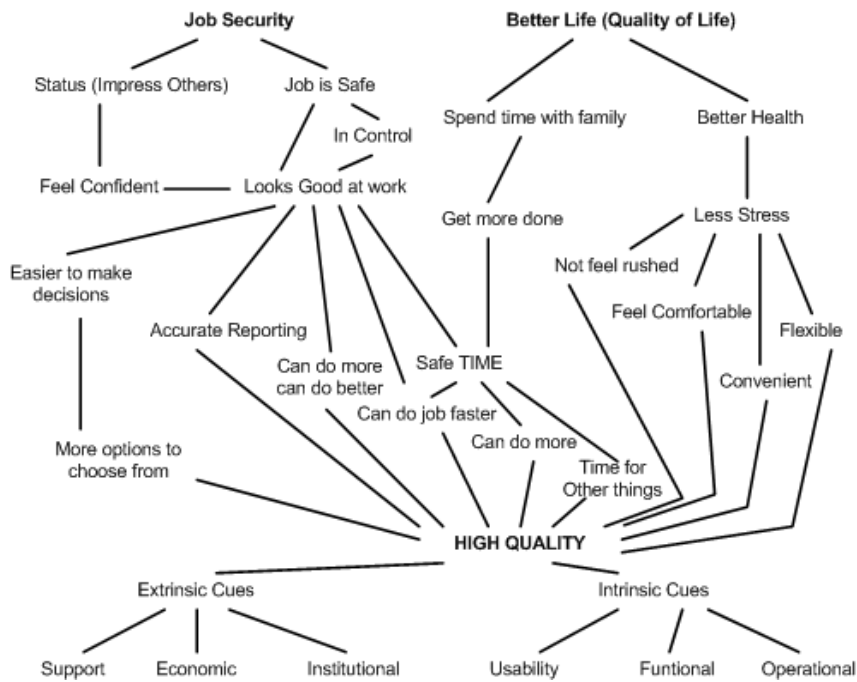 Job Security
Better Life (Quality of Life)
Status (Impress Others)
Job is Safe
Spend time with family
Better Health
In Control
Feel Confident
Looks Good at work
Get more done
Less Stress
Easier to make
decisions
Not feel rushed
Feel Comfortable
Accurate Reporting
Flexible
Can do more
can do better
Safe TIME
Convenient
Can do job faster
More options to
choose from
Can do more
Time for
Other things
HIGH QUALITY
Extrinsic Cues
Intrinsic Cues
Support
Economic
Institutional
Usability
Funtional
Operational